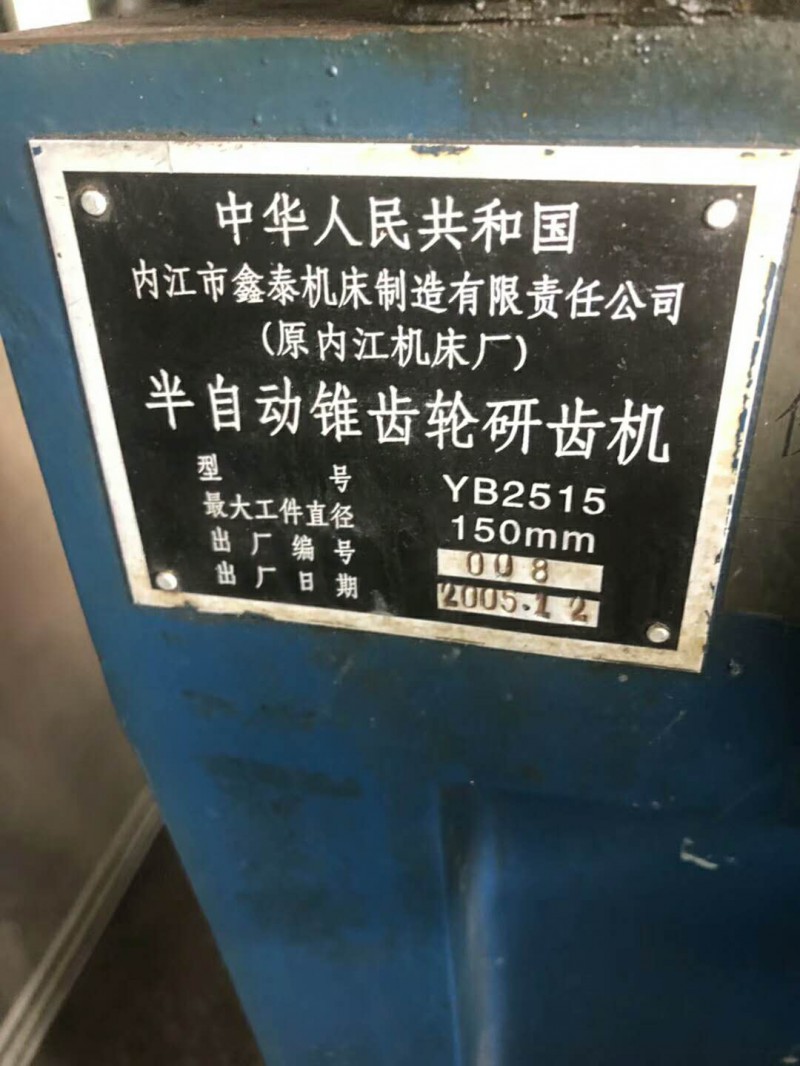 中华人民共和国
内江市鑫泰机床制造有限责任公司
(原内江机床厂)
半自动锥齿轮研齿机
型号 YB2515
最大工件直径 150mm
出厂编号 008
出厂日期 2005.12